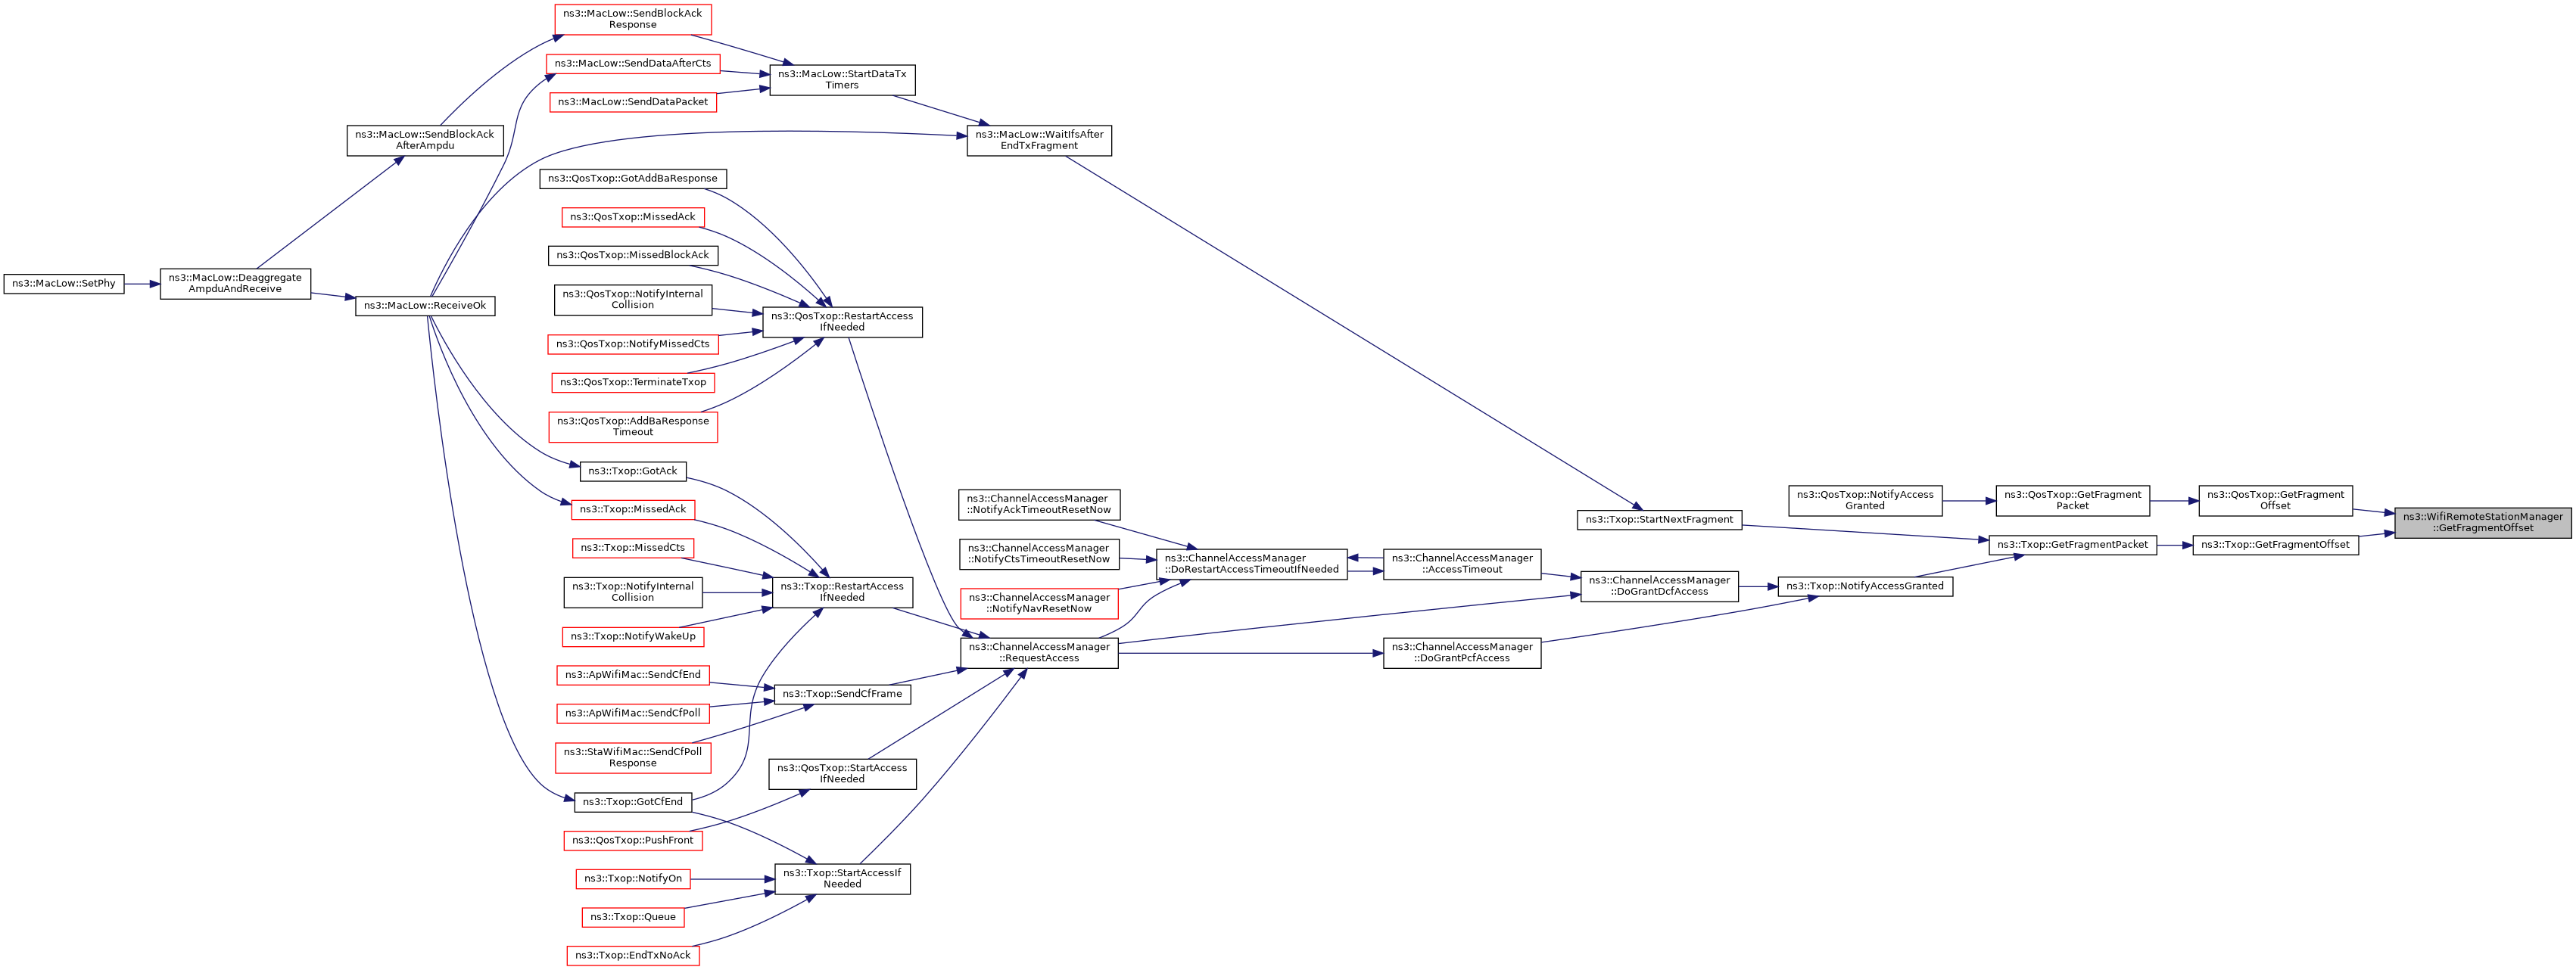 ns3::MacLow::SetPhy
ns3::MacLow::Deaggregate
AmpduAndReceive
ns3::MacLow::SendBlockAck
AfterAmpdu
ns3::MacLow::ReceiveOk
ns3::MacLow::SendBlockAck
Response
ns3::MacLow::SendDataAfterCts
ns3::MacLow::SendDataPacket
ns3::QosTxop::GotAddBaResponse
ns3::QosTxop::MissedAck
ns3::QosTxop::MissedBlockAck
ns3::QosTxop::NotifyInternal
Collision
ns3::QosTxop::NotifyMissedCts
ns3::QosTxop::TerminateTxop
ns3::QosTxop::AddBaResponse
Timeout
ns3::Txop::GotAck
ns3::Txop::MissedAck
ns3::Txop::MissedCts
ns3::Txop::NotifyInternal
Collision
ns3::Txop::NotifyWakeUp
ns3::ApWifiMac::SendCfEnd
ns3::ApWifiMac::SendCfPoll
ns3::StaWifiMac::SendCfPoll
Response
ns3::Txop::GotCfEnd
ns3::QosTxop::PushFront
ns3::Txop::NotifyOn
ns3::Txop::Queue
ns3::Txop::EndTxNoAck
ns3::MacLow::StartDataTx
Timers
ns3::QosTxop::RestartAccess
IfNeeded
ns3::Txop::RestartAccess
IfNeeded
ns3::Txop::SendCfFrame
ns3::QosTxop::StartAccess
IfNeeded
ns3::Txop::StartAccessIf
Needed
ns3::MacLow::WaitIfsAfter
EndTxFragment
ns3::ChannelAccessManager
::NotifyAckTimeoutResetNow
ns3::ChannelAccessManager
::NotifyCtsTimeoutResetNow
ns3::ChannelAccessManager
::NotifyNavResetNow
ns3::ChannelAccessManager
::RequestAccess
ns3::ChannelAccessManager
::DoRestartAccessTimeoutIfNeeded
ns3::ChannelAccessManager
::AccessTimeout
ns3::ChannelAccessManager
::DoGrantPcfAccess
ns3::Txop::StartNextFragment
ns3::ChannelAccessManager
::DoGrantDcfAccess
ns3::QosTxop::NotifyAccess
Granted
ns3::Txop::NotifyAccessGranted
ns3::QosTxop::GetFragment
Packet
ns3::Txop::GetFragmentPacket
ns3::QosTxop::GetFragment
Offset
ns3::Txop::GetFragmentOffset
ns3::WifiRemoteStationManager
::GetFragmentOffset